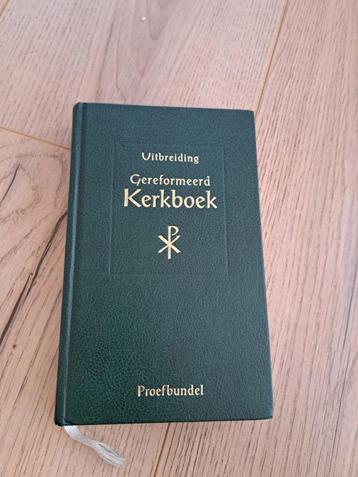 Uitbreiding
Gereformeerd
Kerkboek
Proefbundel